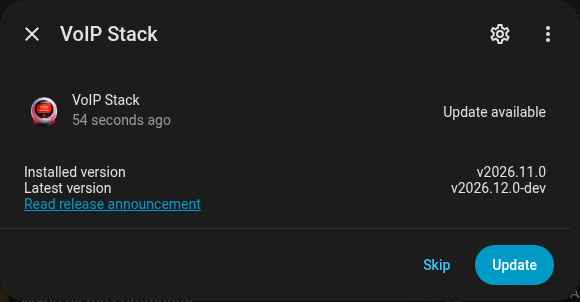 VoIP Stack
VoIP Stack
54 seconds ago
Update available
Installed version v2026.11.0
Latest version v2026.12.0-dev
Read release announcement
Skip Update